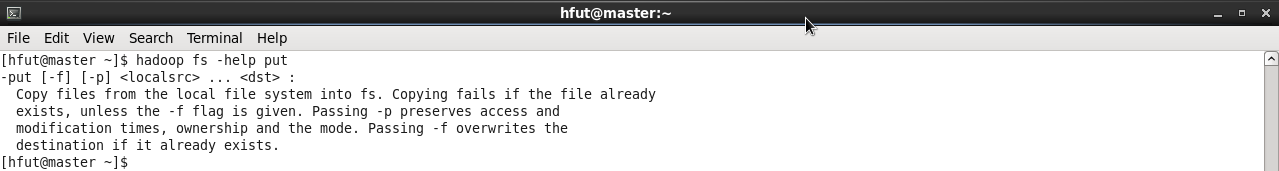 hfut@master:~
File Edit View Search Terminal Help
[hfut@master ~]$ hadoop fs -help put
-put [-f] [-p] <localsrc> ... <dst> :
  Copy files from the local file system into fs. Copying fails if the file already
  exists, unless the -f flag is given. Passing -p preserves access and
  modification times, ownership and the mode. Passing -f overwrites the
  destination if it already exists.
[hfut@master ~]$